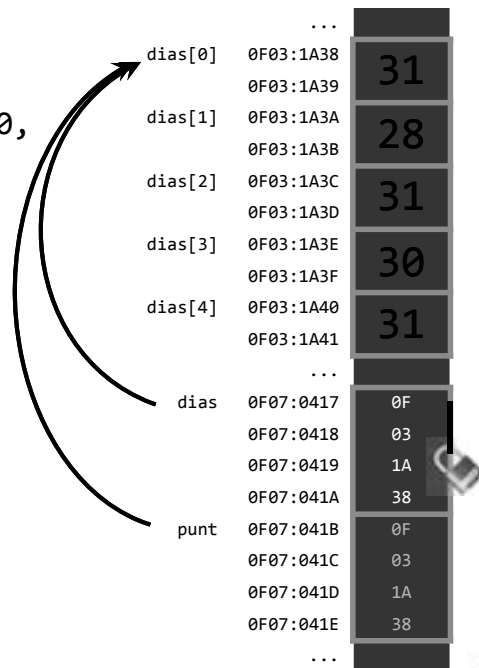 ...
dias[0] 0F03:1A38 31
0F03:1A39
0,
dias[1] 0F03:1A3A 28
0F03:1A3B
dias[2] 0F03:1A3C 31
0F03:1A3D
dias[3] 0F03:1A3E 30
0F03:1A3F
dias[4] 0F03:1A40 31
0F03:1A41
...
dias 0F07:0417 0F
0F07:0418 03
0F07:0419 1A
0F07:041A 38
punt 0F07:041B 0F
0F07:041C 03
0F07:041D 1A
0F07:041E 38
...